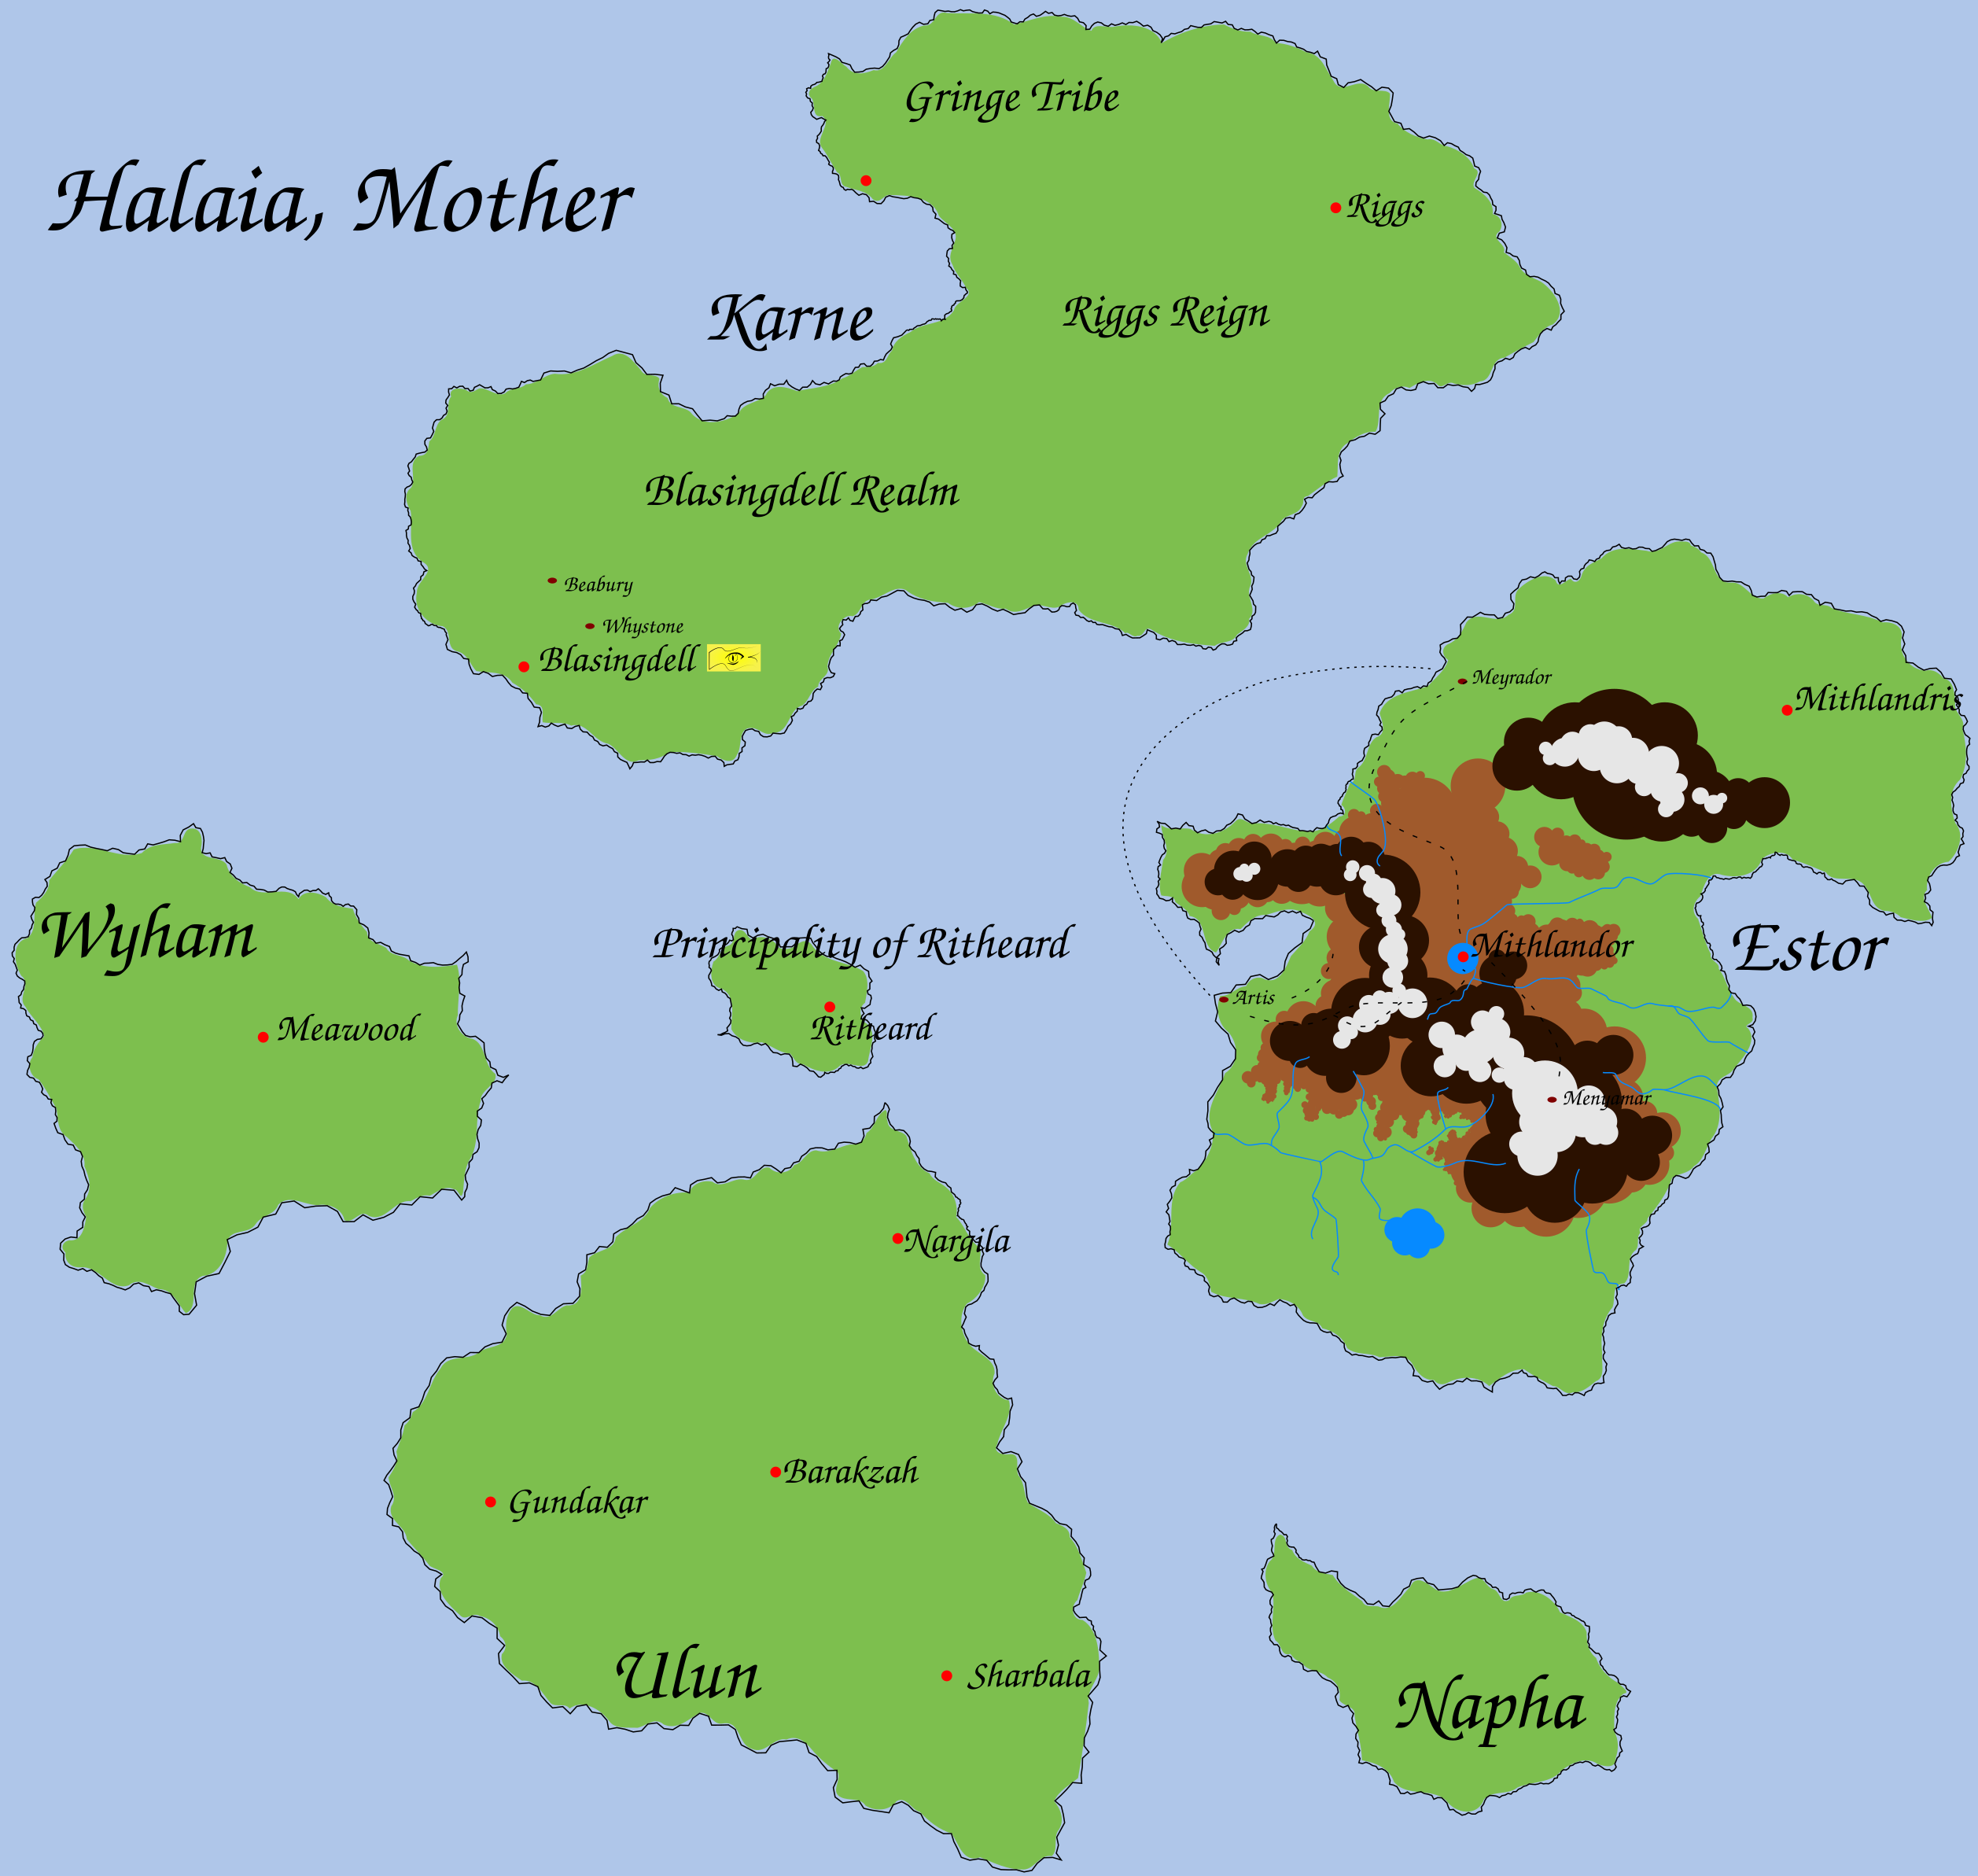 Gringe Tribe
Halaia, Mother
Riggs
Karne
Riggs Reign
Blasingdell Realm
Beabury
Whystone
Blasingdell
Meyrador
Mithlandris
Wyham
Principality of Ritheard
Mithlandor
Estor
Artis
Meawood
Ritheard
Menyamar
Nargila
Barakzah
Gundakar
Ulun
Sharbala
Napha